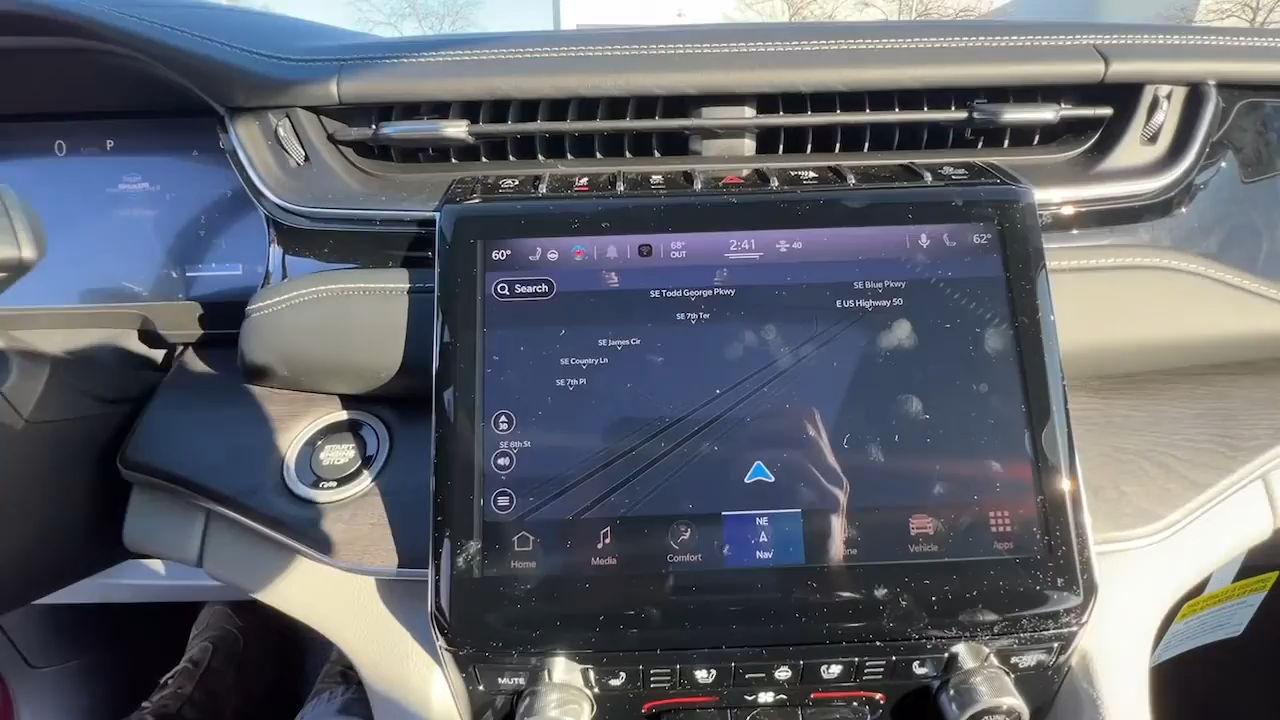 0 P
60°
68°
OUT
2:41
40
62°
Search
SE Todd George Pkwy
SE Blue Pkwy
E US Highway 50
SE 7th Ter
SE James Cir
SE Country Ln
SE 7th Pl
3D
SE 8th St
START
ENGINE
STOP
NE
Home
Media
Comfort
Nav
Vehicle
Apps
MUTE
SCREEN
OFF